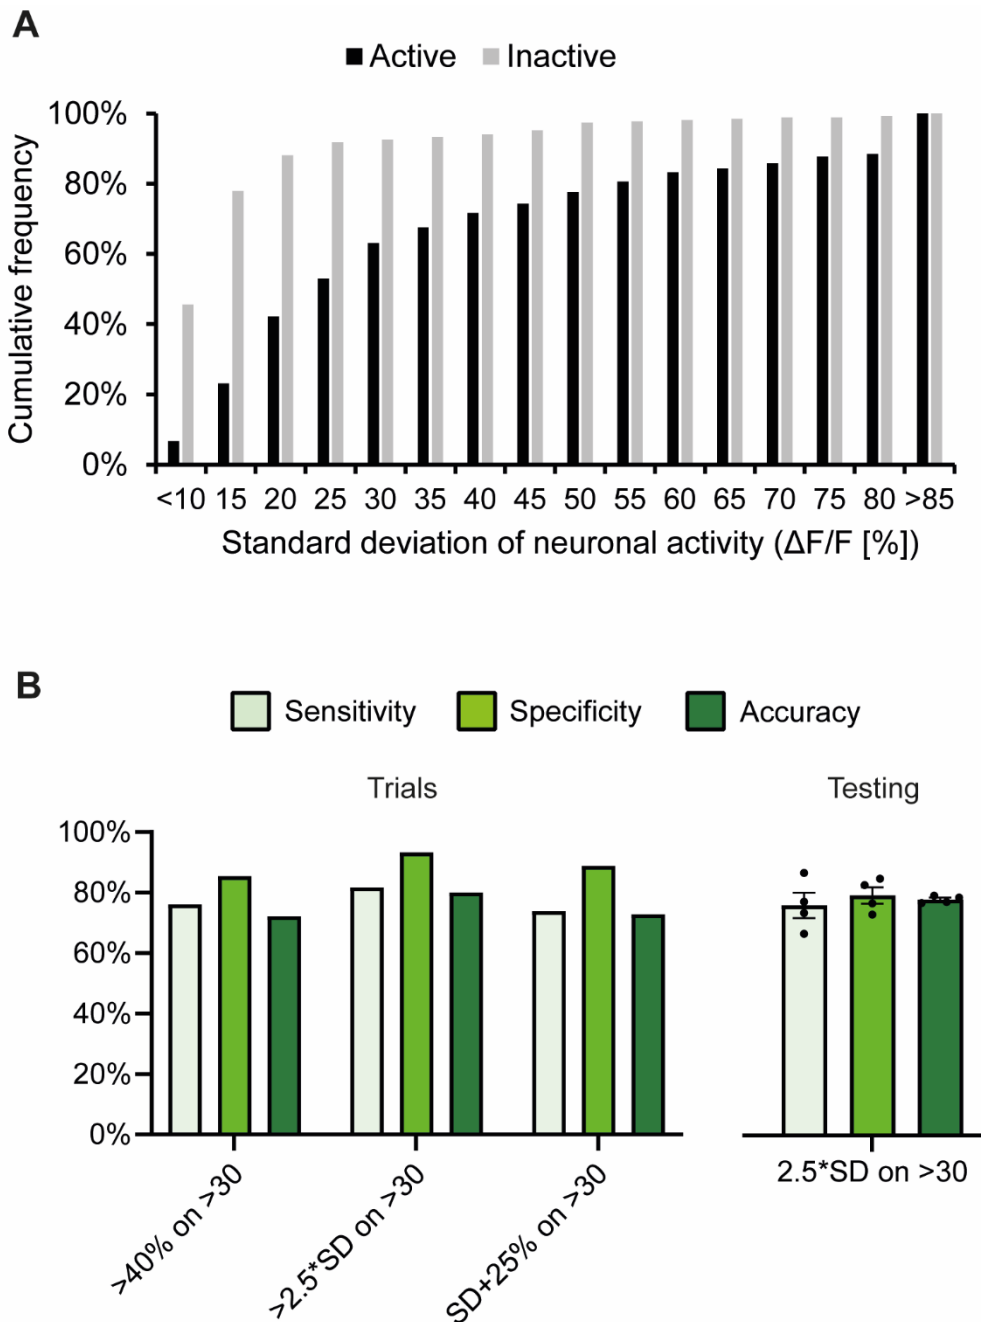 A
Active Inactive
Cumulative frequency
100%
80%
60%
40%
20%
0%
<10 15 20 25 30 35 40 45 50 55 60 65 70 75 80 >85
Standard deviation of neuronal activity (ΔF/F [%])
B
Sensitivity Specificity Accuracy
Trials Testing
100%
80%
60%
40%
20%
0%
>40% on >30
>2.5*SD on >30
SD+25% on >30
2.5*SD on >30